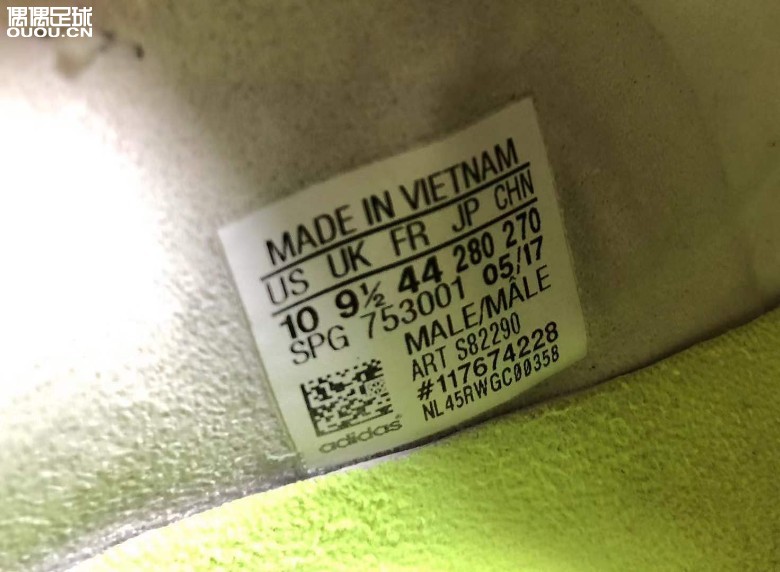 偶偶足球
OUOU.CN
MADE IN VIETNAM
US UK FR JP CHN
10 9½ 44 280 270
SPG 753001 05/17
MALE/MÂLE
ART S82290
#117674228
NL45RWGC00358
adidas